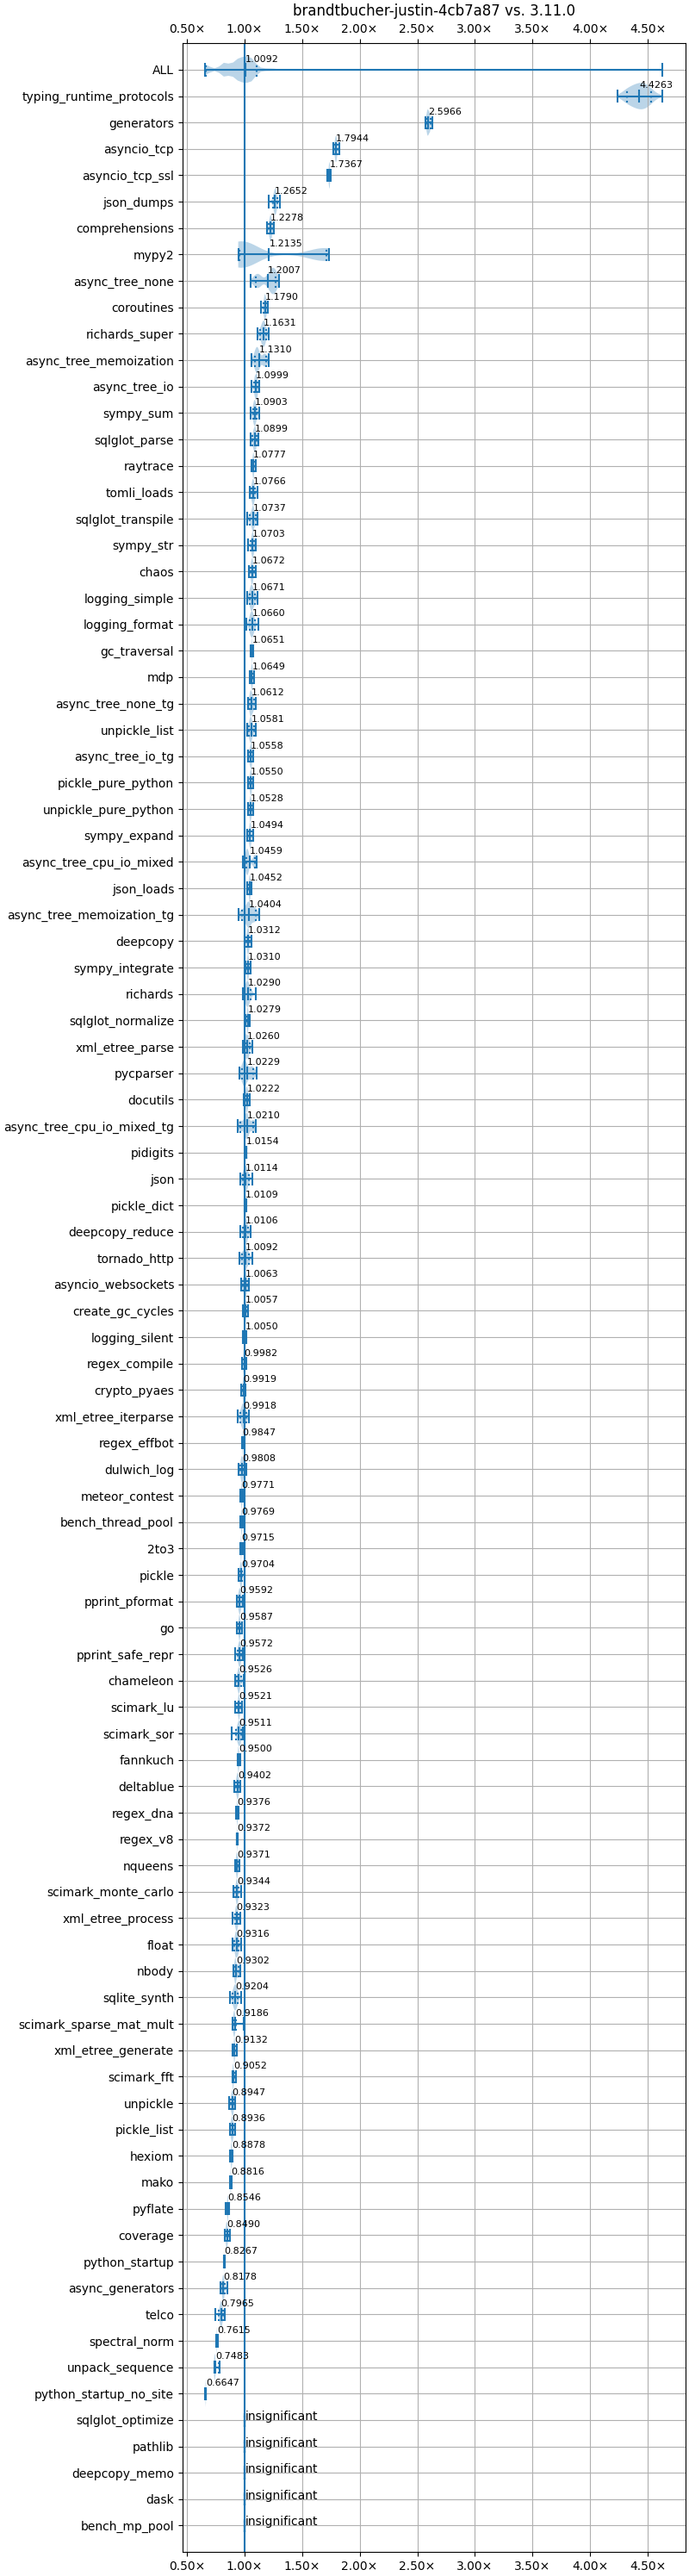 brandtbucher-justin-4cb7a87 vs. 3.11.0
0.50× 1.00× 1.50× 2.00× 2.50× 3.00× 3.50× 4.00× 4.50×
ALL 1.0092
typing_runtime_protocols 4.4263
generators 2.5966
asyncio_tcp 1.7944
asyncio_tcp_ssl 1.7367
json_dumps 1.2652
comprehensions 1.2278
mypy2 1.2135
async_tree_none 1.2007
coroutines 1.1790
richards_super 1.1631
async_tree_memoization 1.1310
async_tree_io 1.0999
sympy_sum 1.0903
sqlglot_parse 1.0899
raytrace 1.0777
tomli_loads 1.0766
sqlglot_transpile 1.0737
sympy_str 1.0703
chaos 1.0672
logging_simple 1.0671
logging_format 1.0660
gc_traversal 1.0651
mdp 1.0649
async_tree_none_tg 1.0612
unpickle_list 1.0581
async_tree_io_tg 1.0558
pickle_pure_python 1.0550
unpickle_pure_python 1.0528
sympy_expand 1.0494
async_tree_cpu_io_mixed 1.0459
json_loads 1.0452
async_tree_memoization_tg 1.0404
deepcopy 1.0312
sympy_integrate 1.0310
richards 1.0290
sqlglot_normalize 1.0279
xml_etree_parse 1.0260
pycparser 1.0229
docutils 1.0222
async_tree_cpu_io_mixed_tg 1.0210
pidigits 1.0154
json 1.0114
pickle_dict 1.0109
deepcopy_reduce 1.0106
tornado_http 1.0092
asyncio_websockets 1.0063
create_gc_cycles 1.0057
logging_silent 1.0050
regex_compile 0.9982
crypto_pyaes 0.9919
xml_etree_iterparse 0.9918
regex_effbot 0.9847
dulwich_log 0.9808
meteor_contest 0.9771
bench_thread_pool 0.9769
2to3 0.9715
pickle 0.9704
pprint_pformat 0.9592
go 0.9587
pprint_safe_repr 0.9572
chameleon 0.9526
scimark_lu 0.9521
scimark_sor 0.9511
fannkuch 0.9500
deltablue 0.9402
regex_dna 0.9376
regex_v8 0.9372
nqueens 0.9371
scimark_monte_carlo 0.9344
xml_etree_process 0.9323
float 0.9316
nbody 0.9302
sqlite_synth 0.9204
scimark_sparse_mat_mult 0.9186
xml_etree_generate 0.9132
scimark_fft 0.9052
unpickle 0.8947
pickle_list 0.8936
hexiom 0.8878
mako 0.8816
pyflate 0.8546
coverage 0.8490
python_startup 0.8267
async_generators 0.8178
telco 0.7965
spectral_norm 0.7615
unpack_sequence 0.7483
python_startup_no_site 0.6647
sqlglot_optimize insignificant
pathlib insignificant
deepcopy_memo insignificant
dask insignificant
bench_mp_pool insignificant
0.50× 1.00× 1.50× 2.00× 2.50× 3.00× 3.50× 4.00× 4.50×